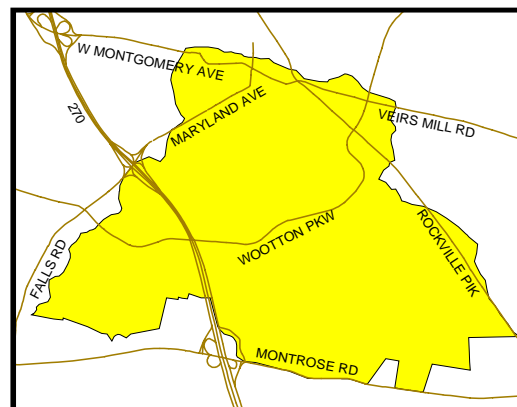 W MONTGOMERY AVE
270
MARYLAND AVE
VEIRS MILL RD
WOOTTON PKW
ROCKVILLE PIK
FALLS RD
MONTROSE RD